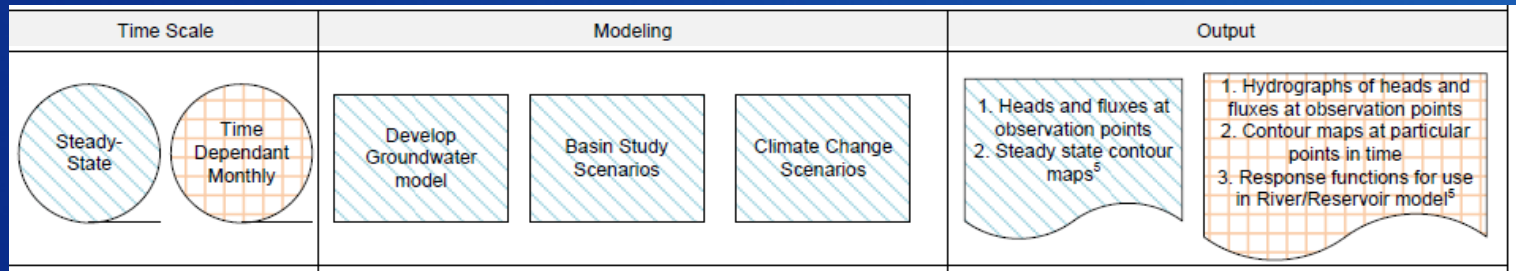 Time Scale
Modeling
Output
Steady-
State
Time
Dependant
Monthly
Develop
Groundwater
model
Basin Study
Scenarios
Climate Change
Scenarios
1. Heads and fluxes at
observation points
2. Steady state contour
maps⁵
1. Hydrographs of heads and
fluxes at observation points
2. Contour maps at particular
points in time
3. Response functions for use
in River/Reservoir model⁵